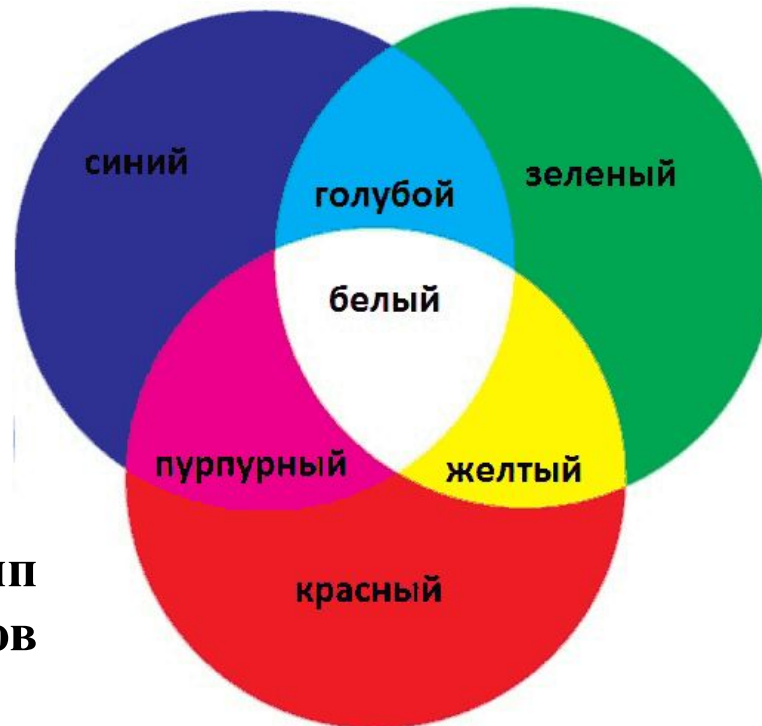 синий
зеленый
голубой
белый
пурпурный
желтый
красный